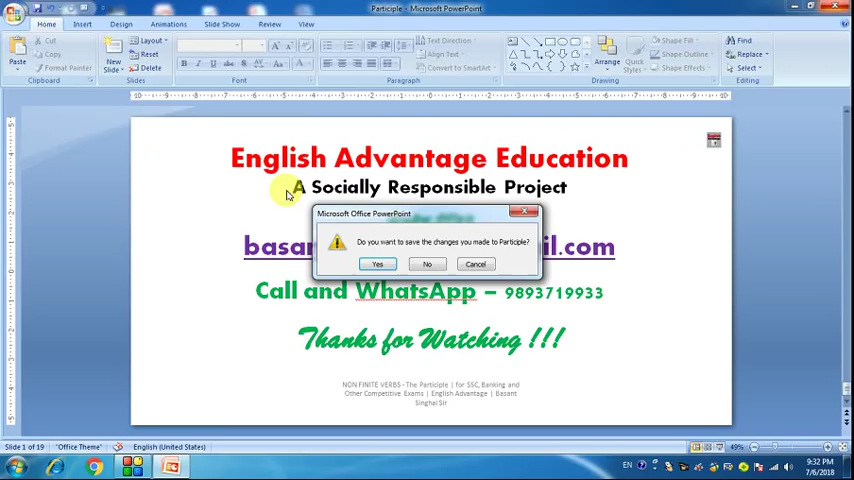 Participle - Microsoft PowerPoint
Home Insert Design Animations Slide Show Review View
Cut
Copy
Format Painter
Paste
Clipboard
New Slide
Layout
Reset
Delete
Slides
Font
Paragraph
Text Direction
Align Text
Convert to SmartArt
Arrange
Quick Styles
Shape Fill
Shape Outline
Shape Effects
Drawing
Find
Replace
Select
Editing
English Advantage Education
A Socially Responsible Project
Microsoft Office PowerPoint
Do you want to save the changes you made to Participle?
Yes No Cancel
basan
il.com
Call and WhatsApp – 9893719933
Thanks for Watching !!!
NON FINITE VERBS - The Participle | for SSC, Banking and
Other Competitive Exams | English Advantage | Basant
Singhal Sir
Slide 1 of 19 "Office Theme" English (United States) 49%
EN
9:32 PM
7/6/2018